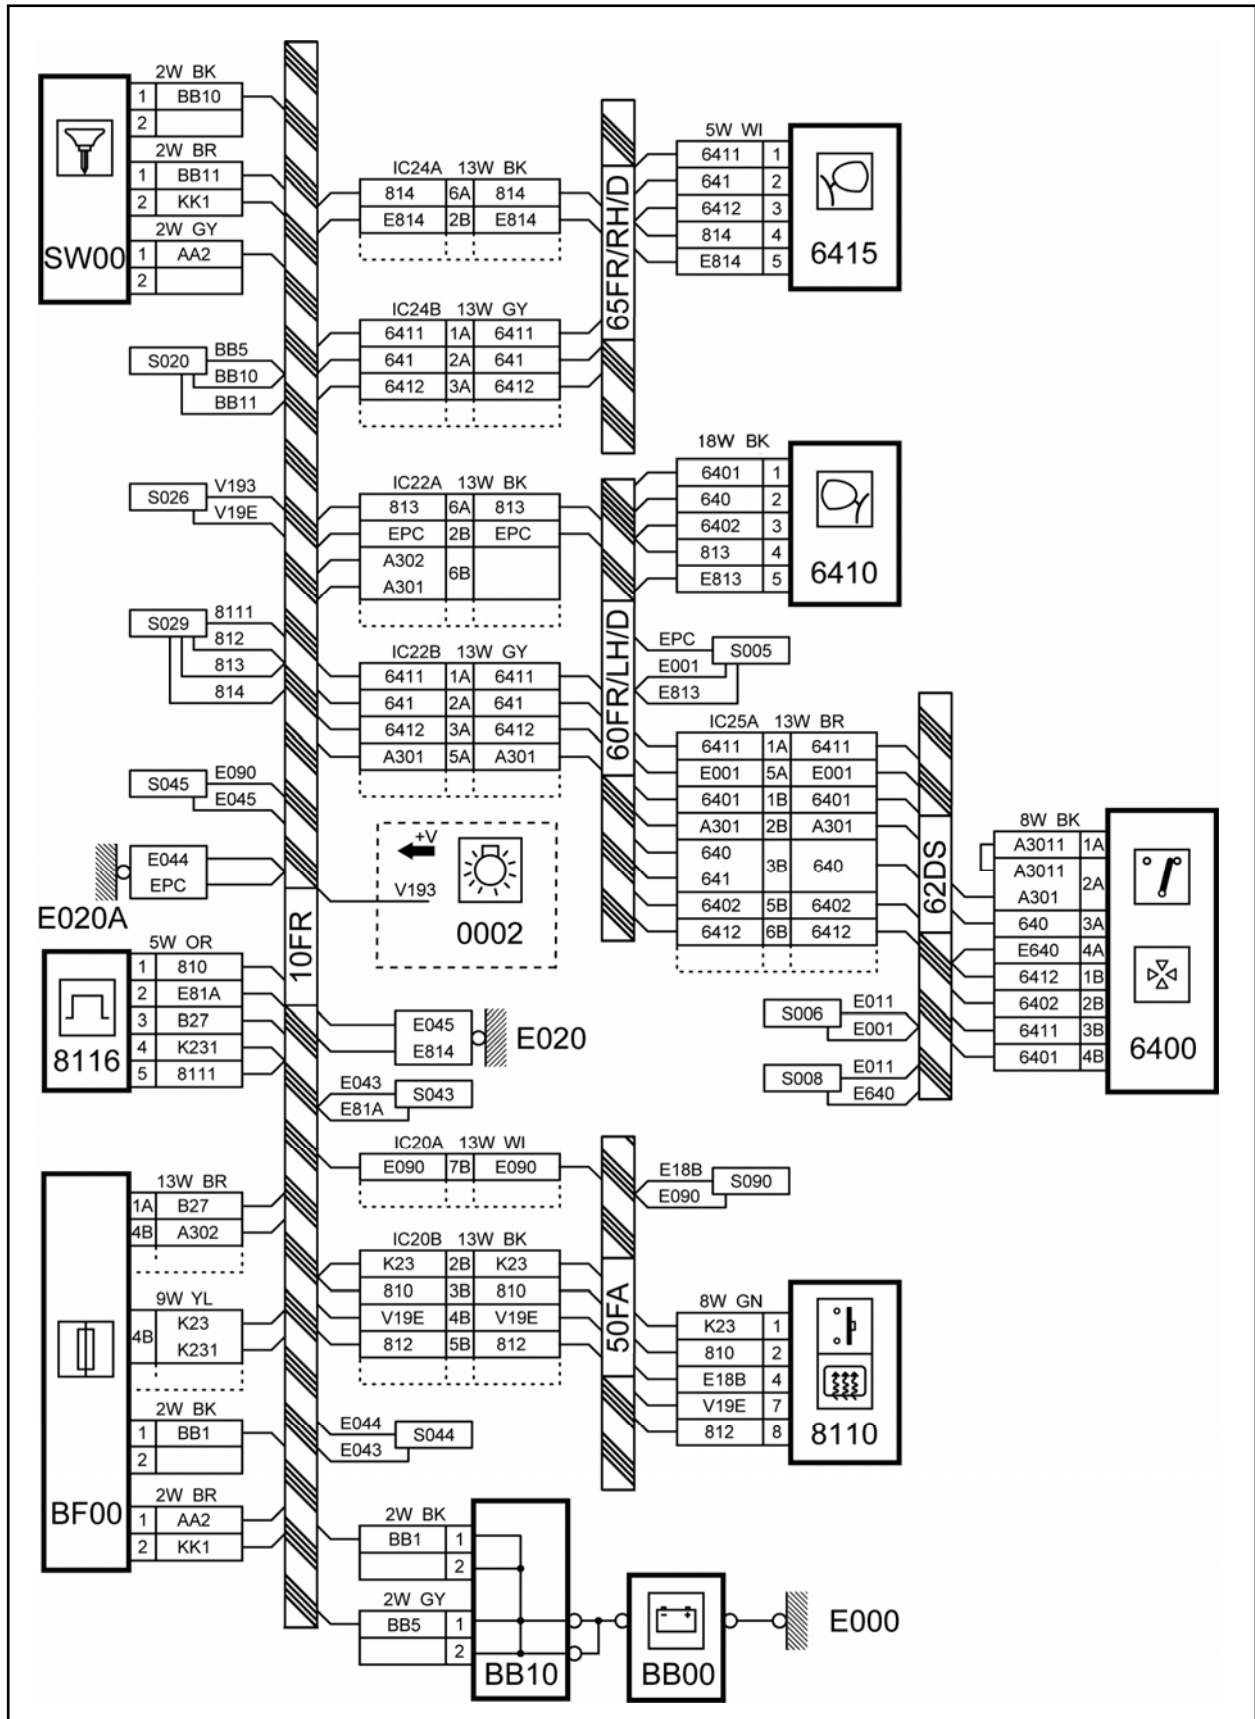 2W BK
1 BB10
2
2W BR
1 BB11
2 KK1
2W GY
1 AA2
2
SW00
S020
BB5
BB10
BB11
S026
V193
V19E
S029
8111
812
813
814
S045
E090
E045
E044
EPC
E020A
5W OR
1 810
2 E81A
3 B27
4 K231
5 8111
8116
13W BR
1A B27
4B A302
9W YL
4B K23
K231
2W BK
1 BB1
2
2W BR
1 AA2
2 KK1
BF00
10FR
IC24A 13W BK
814 6A 814
E814 2B E814
IC24B 13W GY
6411 1A 6411
641 2A 641
6412 3A 6412
IC22A 13W BK
813 6A 813
EPC 2B EPC
A302
6B
A301
IC22B 13W GY
6411 1A 6411
641 2A 641
6412 3A 6412
A301 5A A301
+V
V193
0002
E045
E814
E020
E043
E81A
S043
IC20A 13W WI
E090 7B E090
IC20B 13W BK
K23 2B K23
810 3B 810
V19E 4B V19E
812 5B 812
E044
E043
S044
2W BK
BB1 1
2
2W GY
BB5 1
2
BB10
BB00
E000
65FR/RH/D
5W WI
6411 1
641 2
6412 3
814 4
E814 5
6415
60FR/LH/D
18W BK
6401 1
640 2
6402 3
813 4
E813 5
6410
EPC
E001
E813
S005
IC25A 13W BR
6411 1A 6411
E001 5A E001
6401 1B 6401
A301 2B A301
640
3B 640
641
6402 5B 6402
6412 6B 6412
62DS
8W BK
A3011 1A
A3011
2A
A301
640 3A
E640 4A
6412 1B
6402 2B
6411 3B
6401 4B
6400
S006
E011
E001
S008
E011
E640
50FA
E18B
E090
S090
8W GN
K23 1
810 2
E18B 4
V19E 7
812 8
8110